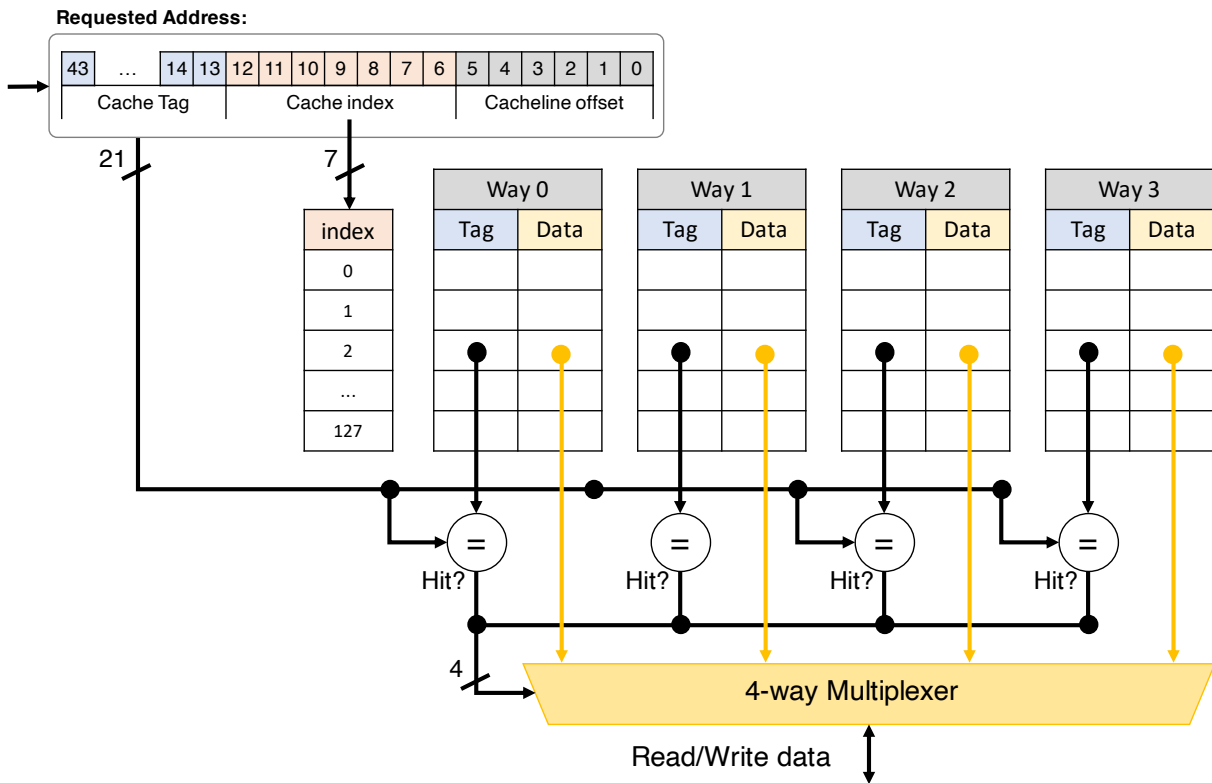 Requested Address:
43 ... 14 13 12 11 10 9 8 7 6 5 4 3 2 1 0
Cache Tag Cache index Cacheline offset
21 7
Way 0 Way 1 Way 2 Way 3
index Tag Data Tag Data Tag Data Tag Data
0
1
2
...
127
= = = =
Hit? Hit? Hit? Hit?
4
4-way Multiplexer
Read/Write data